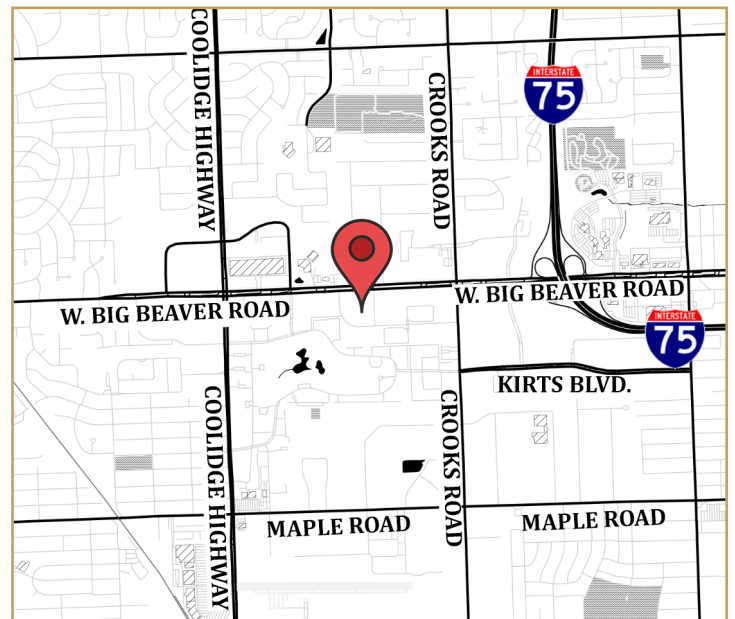 COOLIDGE HIGHWAY
CROOKS ROAD
INTERSTATE
75
W. BIG BEAVER ROAD
W. BIG BEAVER ROAD
INTERSTATE
75
KIRTS BLVD.
COOLIDGE HIGHWAY
CROOKS ROAD
MAPLE ROAD
MAPLE ROAD